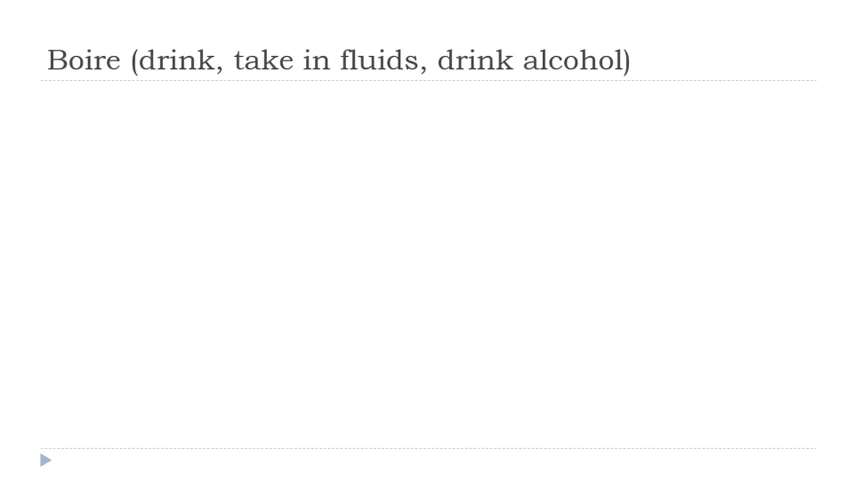 Boire (drink, take in fluids, drink alcohol)